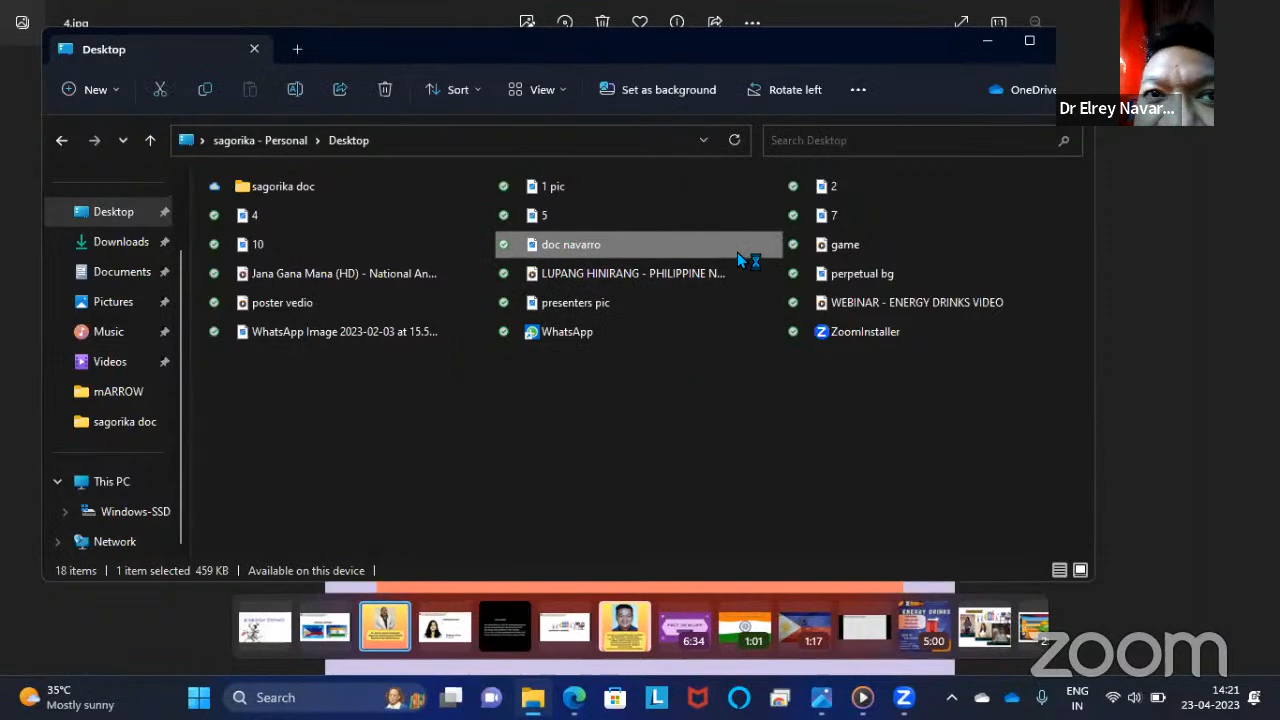 4.jpg
Desktop
New
Sort
View
Set as background
Rotate left
OneDrive
Dr Elrey Navar...
sagorika - Personal > Desktop
Search Desktop
sagorika doc
1 pic
2
Desktop
4
5
7
Downloads
10
doc navarro
game
Documents
Jana Gana Mana (HD) - National An...
LUPANG HINIRANG - PHILIPPINE N...
perpetual bg
Pictures
poster vedio
presenters pic
WEBINAR - ENERGY DRINKS VIDEO
Music
WhatsApp Image 2023-02-03 at 15.5...
WhatsApp
ZoomInstaller
Videos
mARROW
sagorika doc
This PC
Windows-SSD
Network
18 items
1 item selected 459 KB
Available on this device
6:34
1:01
1:17
ENERGY DRINKS
5:00
2
zoom
35°C
Mostly sunny
Search
ENG
IN
14:21
23-04-2023